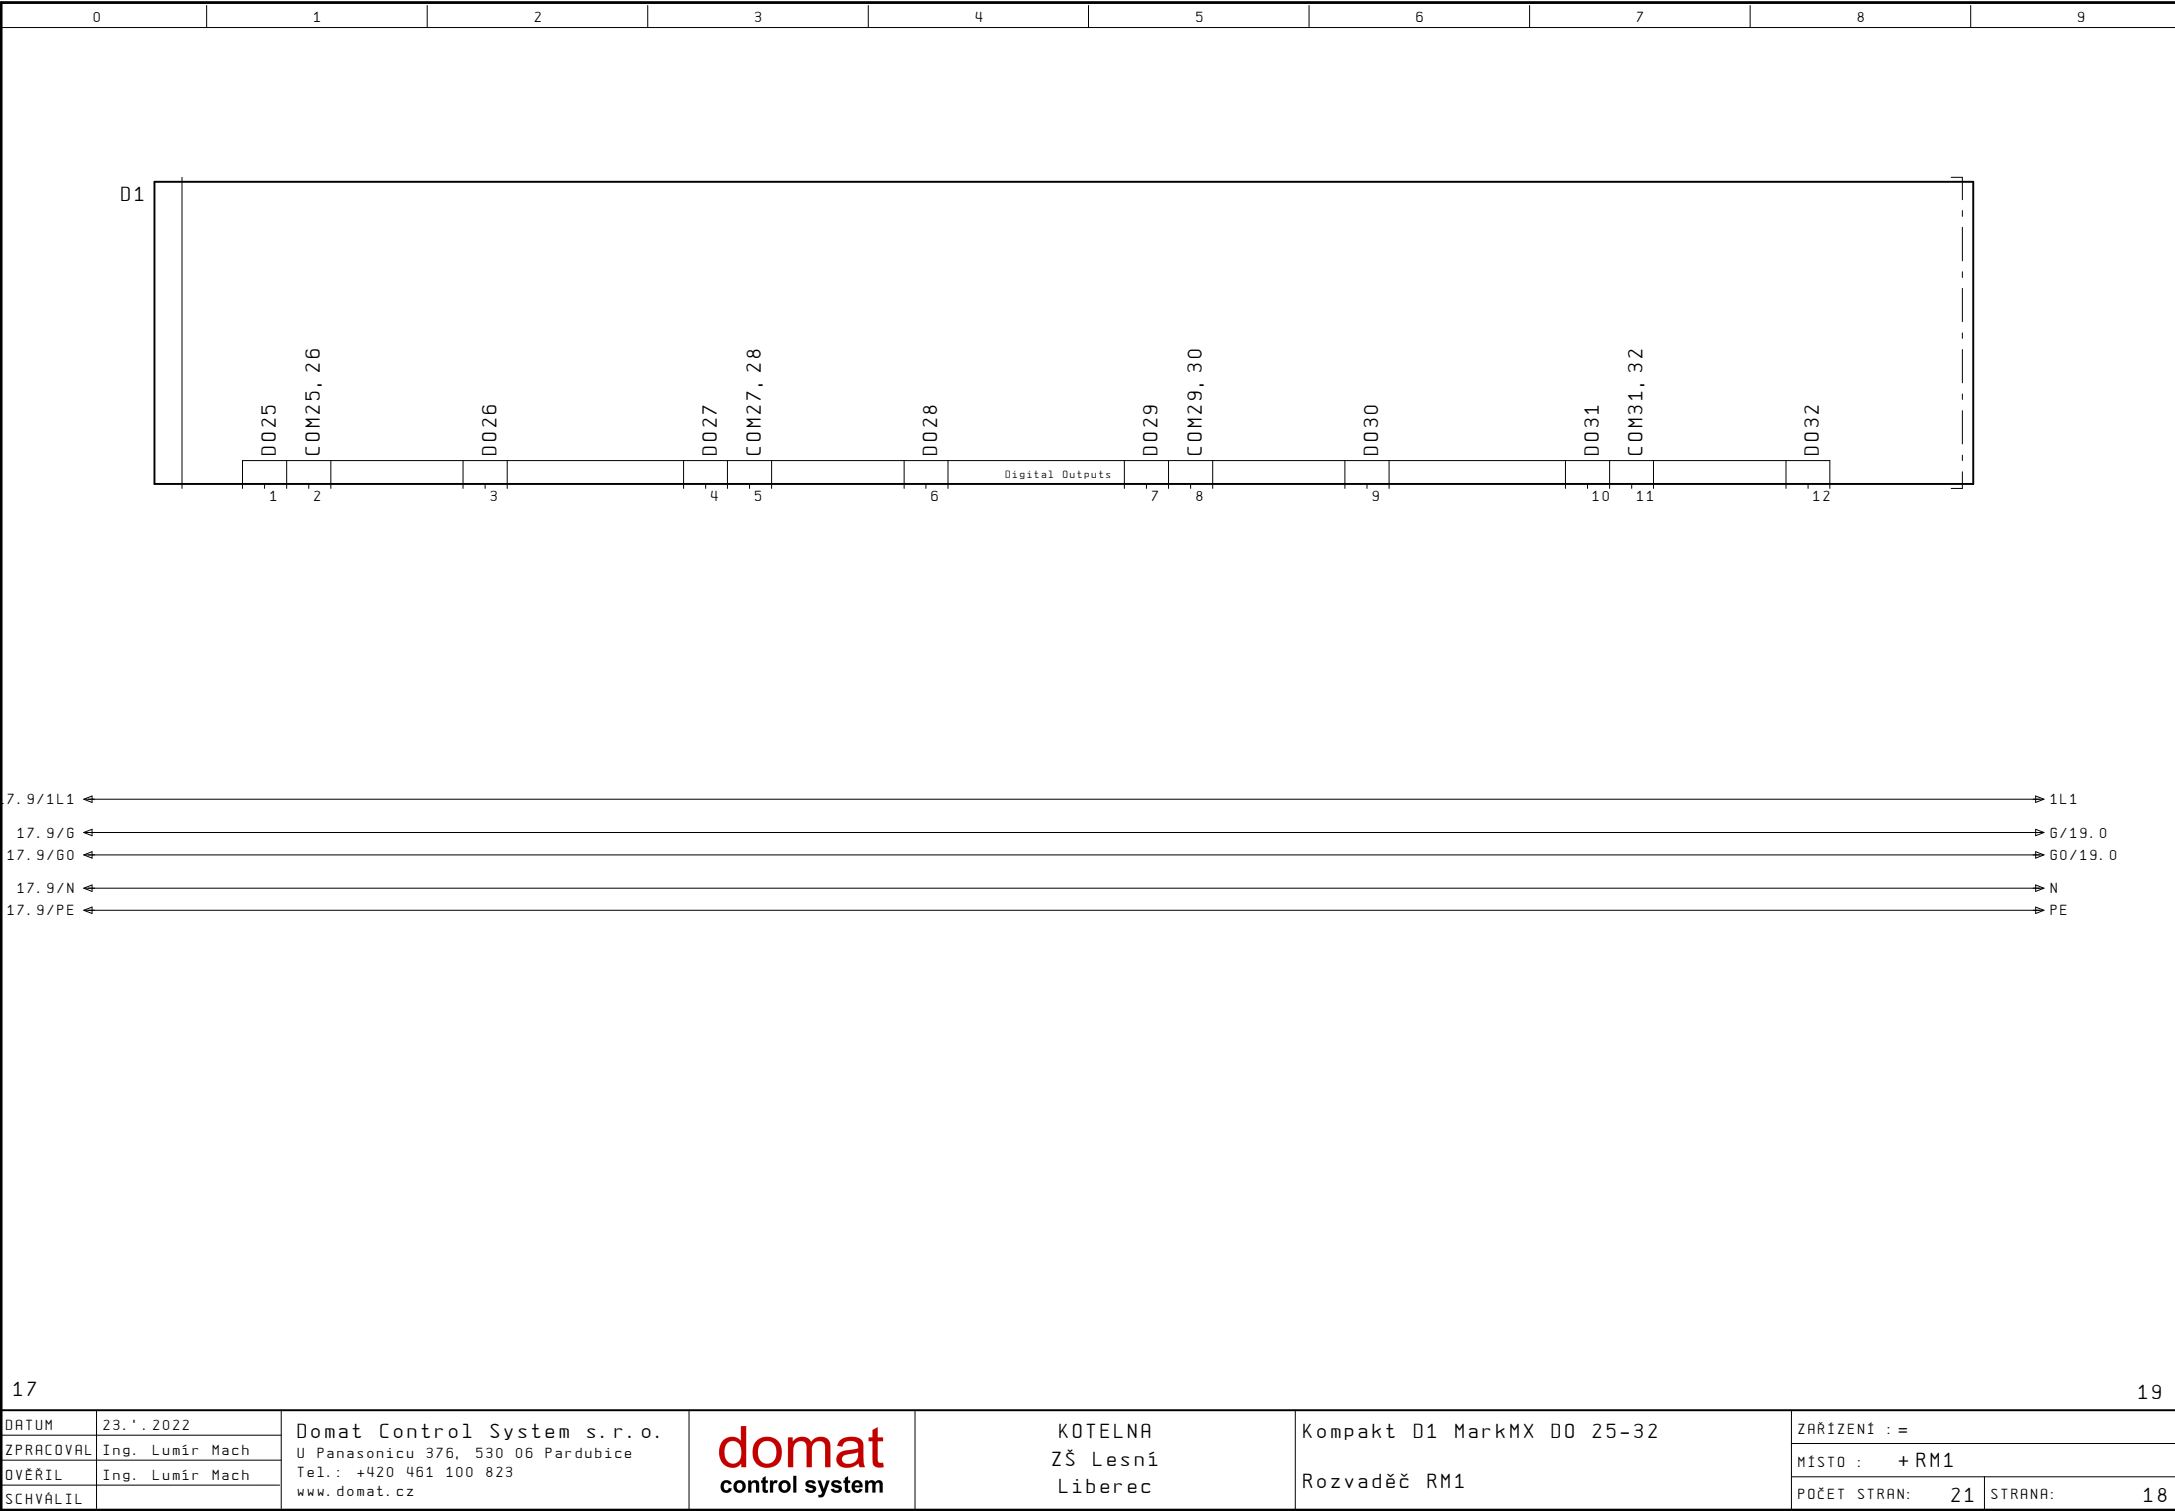 0 1 2 3 4 5 6 7 8 9
D1
DO25 COM25, 26 DO26 DO27 COM27, 28 DO28 DO29 COM29, 30 DO30 DO31 COM31, 32 DO32
Digital Outputs
1 2 3 4 5 6 7 8 9 10 11 12
17.9/1L1 1L1
17.9/G G/19.0
17.9/G0 G0/19.0
17.9/N N
17.9/PE PE
17 19
DATUM 23.'.2022
ZPRACOVAL Ing. Lumír Mach
OVĚŘIL Ing. Lumír Mach
SCHVÁLIL
Domat Control System s.r.o.
U Panasonicu 376, 530 06 Pardubice
Tel.: +420 461 100 823
www.domat.cz
domat
control system
KOTELNA
ZŠ Lesní
Liberec
Kompakt D1 MarkMX DO 25-32
Rozvaděč RM1
ZAŘÍZENÍ : =
MÍSTO : +RM1
POČET STRAN: 21 STRANA: 18